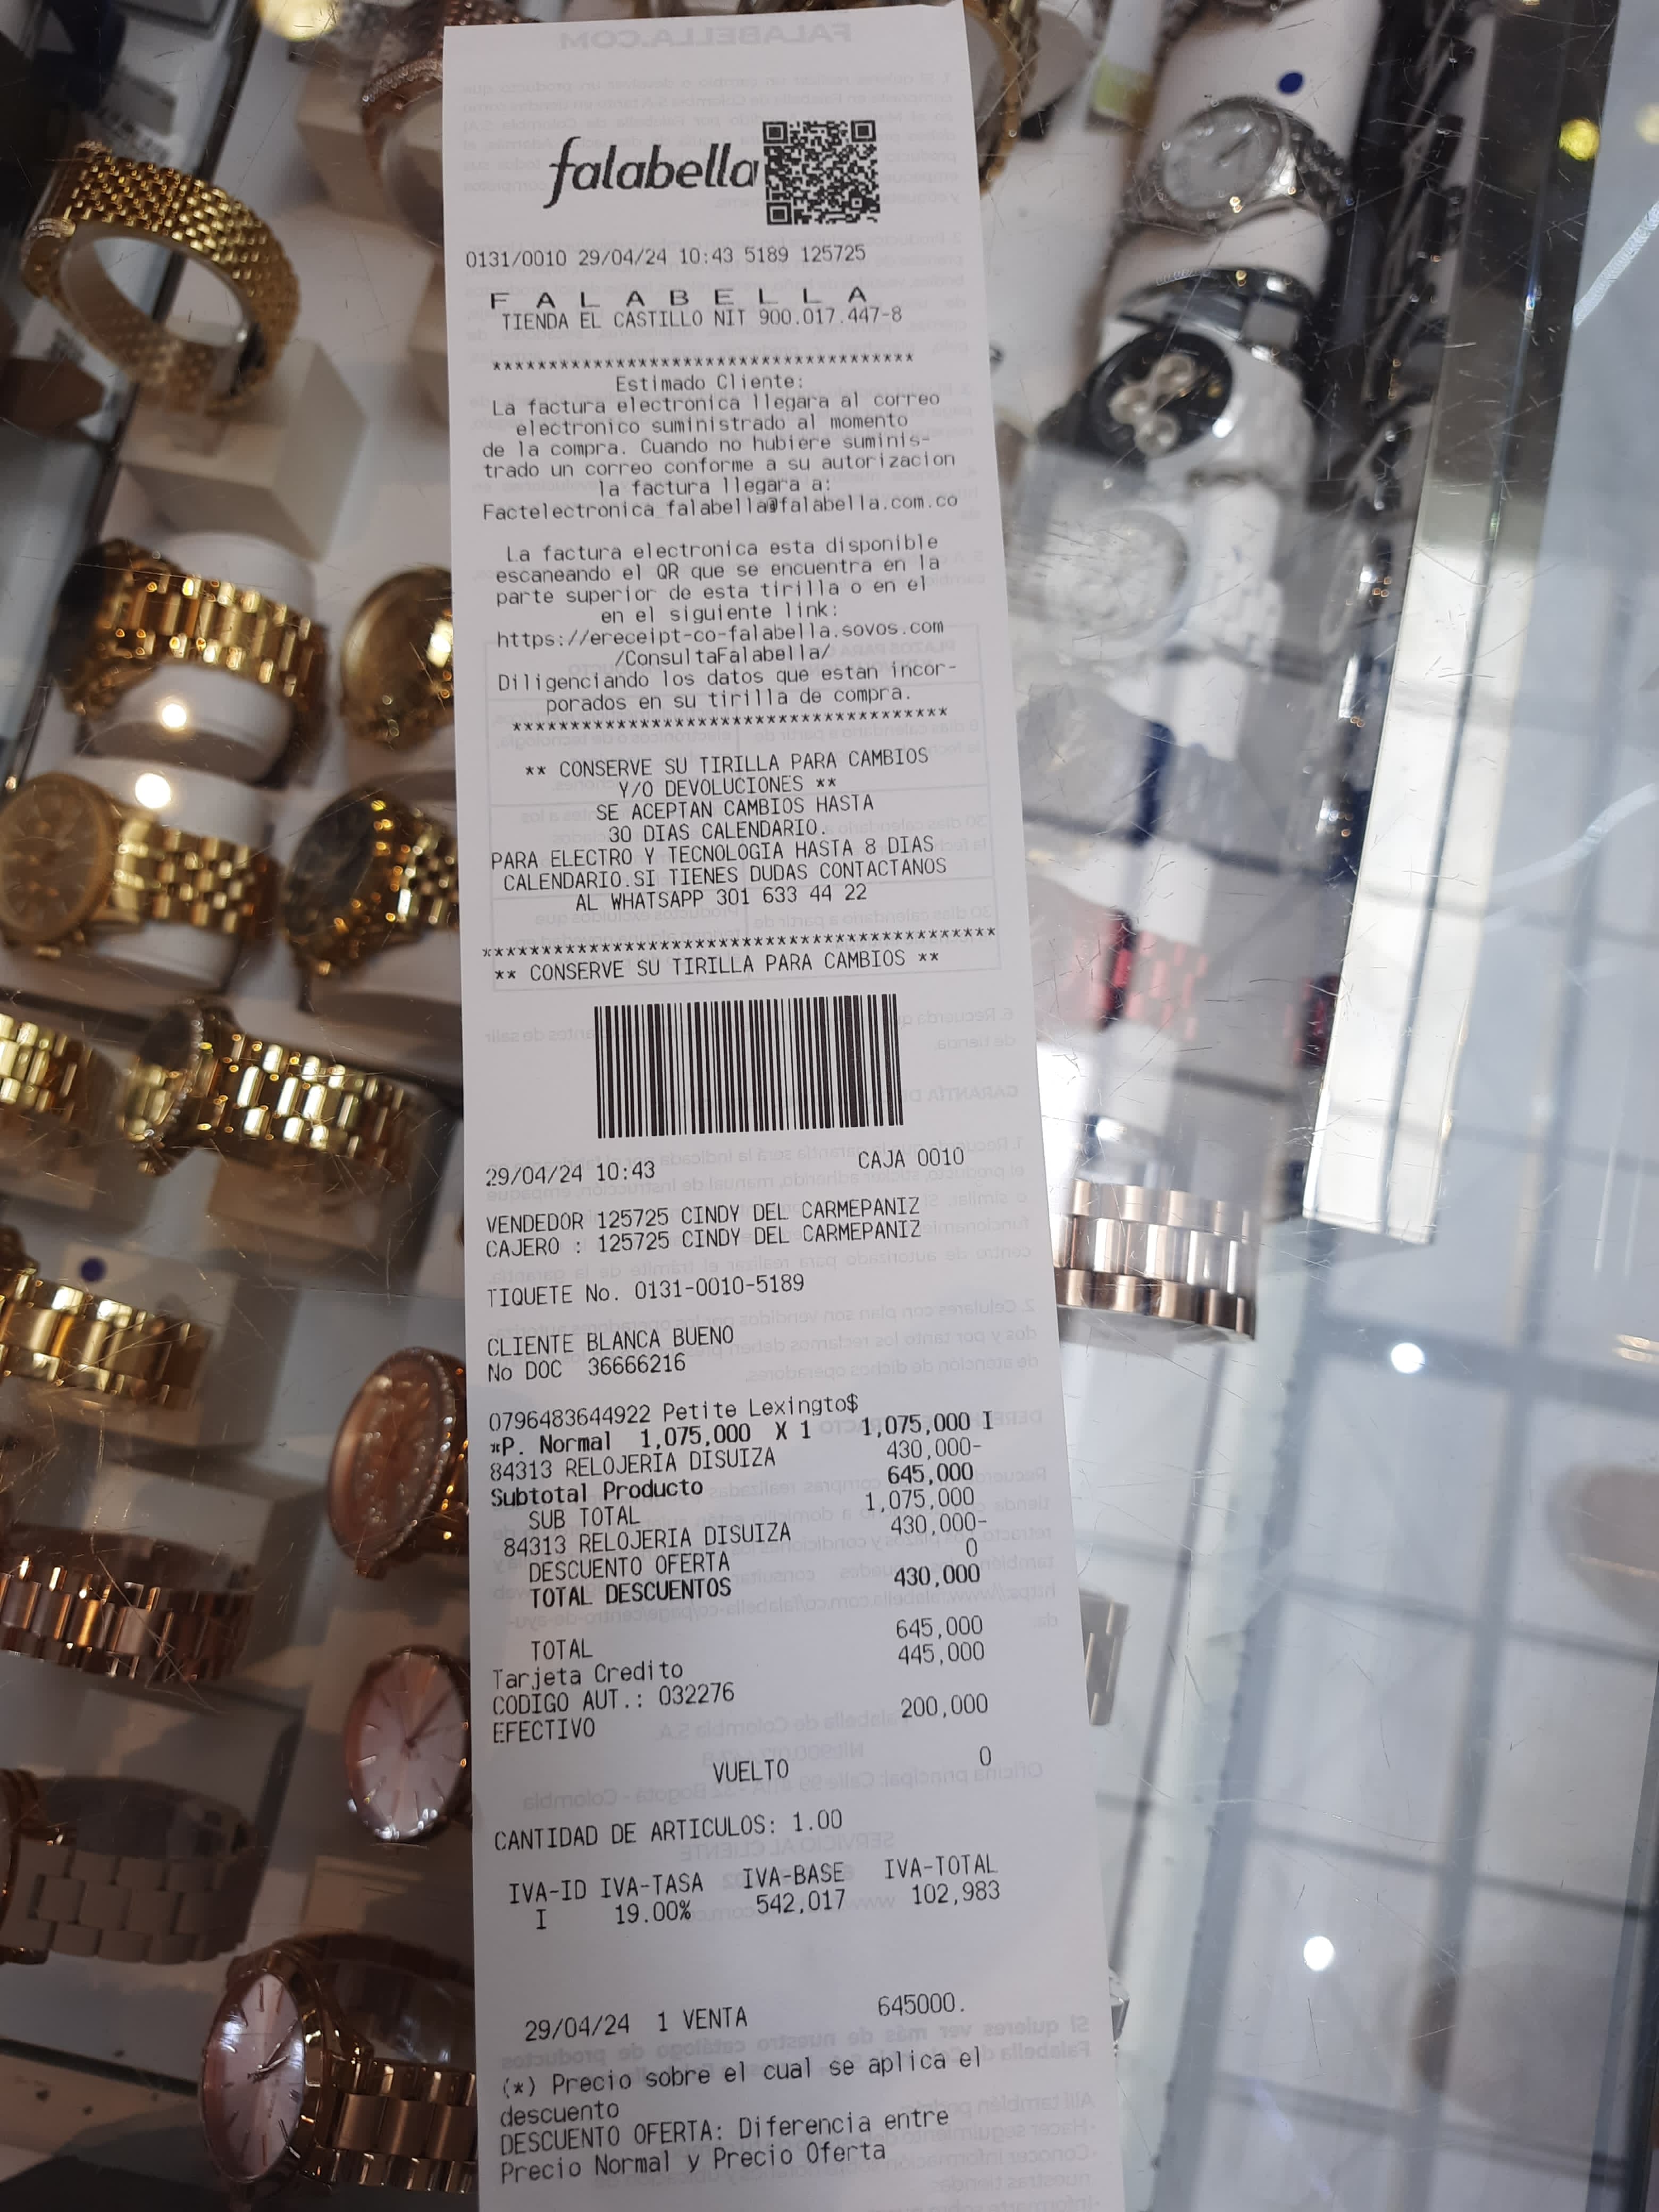 falabella
0131/0010 29/04/24 10:43 5189 125725
F A L A B E L L A
TIENDA EL CASTILLO NIT 900.017.447-8
************************************
Estimado Cliente:
La factura electronica llegara al correo
electronico suministrado al momento
de la compra. Cuando no hubiere suminis-
trado un correo conforme a su autorizacion
la factura llegara a:
Factelectronica_falabella@falabella.com.co
La factura electronica esta disponible
escaneando el QR que se encuentra en la
parte superior de esta tirilla o en el
en el siguiente link:
https://ereceipt-co-falabella.sovos.com
/ConsultaFalabella/
Diligenciando los datos que estan incor-
porados en su tirilla de compra.
*************************************
** CONSERVE SU TIRILLA PARA CAMBIOS
Y/O DEVOLUCIONES **
SE ACEPTAN CAMBIOS HASTA
30 DIAS CALENDARIO.
PARA ELECTRO Y TECNOLOGIA HASTA 8 DIAS
CALENDARIO.SI TIENES DUDAS CONTACTANOS
AL WHATSAPP 301 633 44 22
********************************************
** CONSERVE SU TIRILLA PARA CAMBIOS **
29/04/24 10:43 CAJA 0010
VENDEDOR 125725 CINDY DEL CARMEPANIZ
CAJERO : 125725 CINDY DEL CARMEPANIZ
TIQUETE No. 0131-0010-5189
CLIENTE BLANCA BUENO
No DOC 36666216
0796483644922 Petite Lexingto$
*P. Normal 1,075,000 X 1 1,075,000 I
84313 RELOJERIA DISUIZA 430,000-
Subtotal Producto 645,000
SUB TOTAL 1,075,000
84313 RELOJERIA DISUIZA 430,000-
DESCUENTO OFERTA 0
TOTAL DESCUENTOS 430,000
TOTAL 645,000
Tarjeta Credito 445,000
CODIGO AUT.: 032276
EFECTIVO 200,000
VUELTO 0
CANTIDAD DE ARTICULOS: 1.00
IVA-ID IVA-TASA IVA-BASE IVA-TOTAL
I 19.00% 542,017 102,983
29/04/24 1 VENTA 645000.
(*) Precio sobre el cual se aplica el
descuento
DESCUENTO OFERTA: Diferencia entre
Precio Normal y Precio Oferta